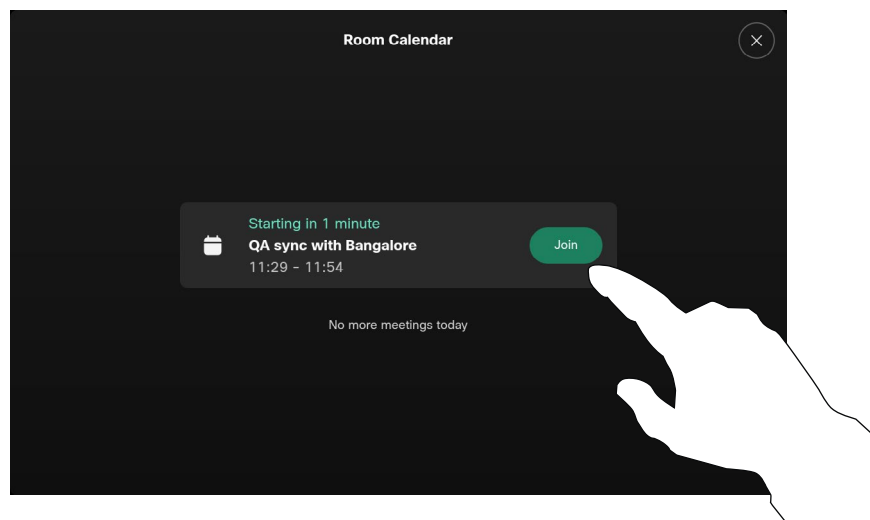 Room Calendar
Starting in 1 minute
QA sync with Bangalore
11:29 - 11:54
Join
No more meetings today